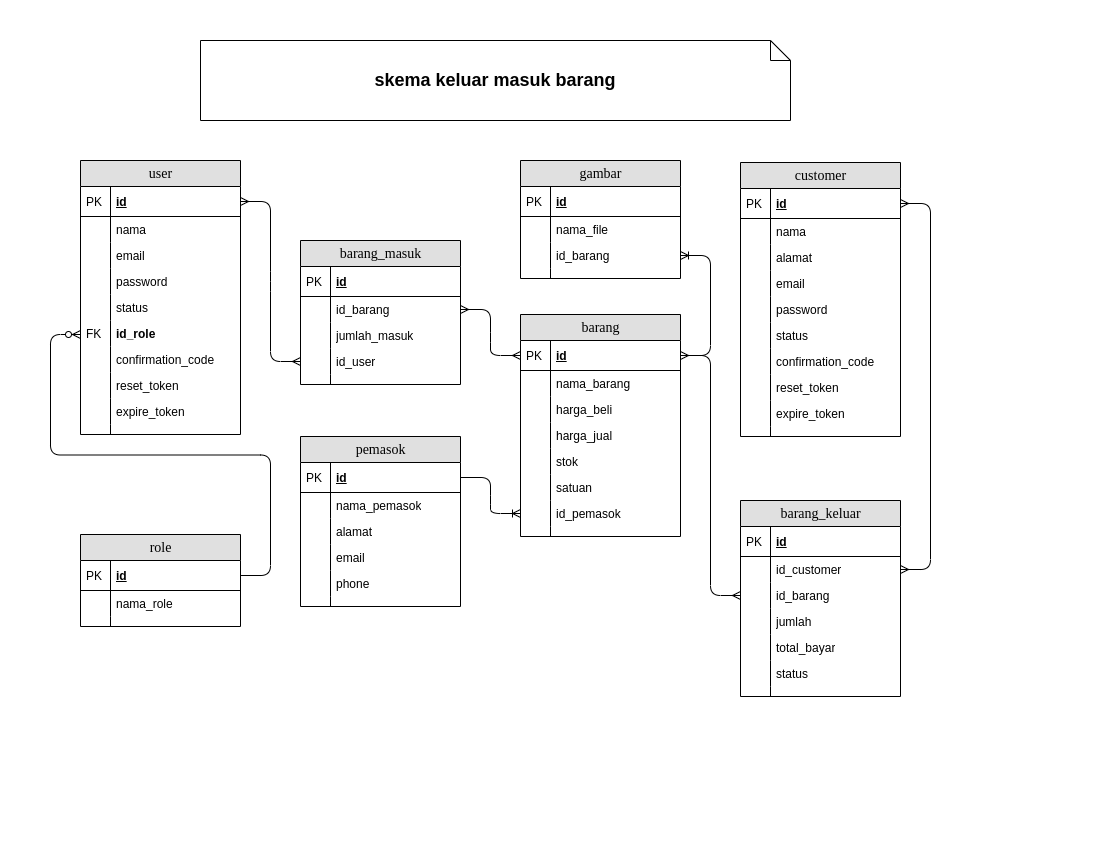 skema keluar masuk barang
user
PK id
nama
email
password
status
FK id_role
confirmation_code
reset_token
expire_token
barang_masuk
PK id
id_barang
jumlah_masuk
id_user
gambar
PK id
nama_file
id_barang
customer
PK id
nama
alamat
email
password
status
confirmation_code
reset_token
expire_token
barang
PK id
nama_barang
harga_beli
harga_jual
stok
satuan
id_pemasok
pemasok
PK id
nama_pemasok
alamat
email
phone
role
PK id
nama_role
barang_keluar
PK id
id_customer
id_barang
jumlah
total_bayar
status